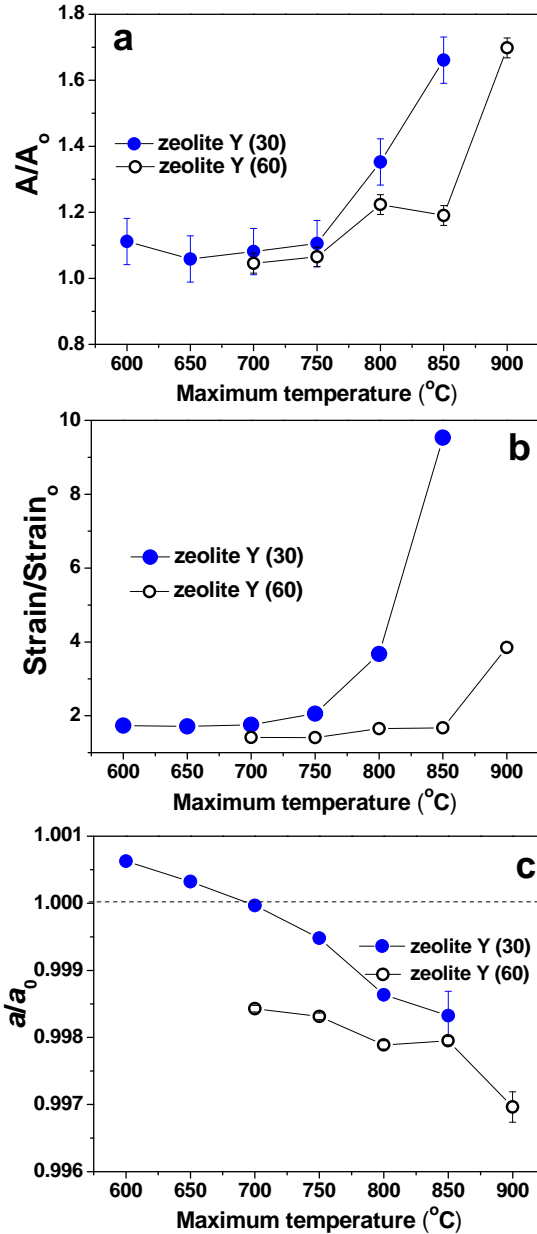 a
1.8
1.6
1.4
1.2
1.0
0.8
A/Aₒ
zeolite Y (30)
zeolite Y (60)
600 650 700 750 800 850 900
Maximum temperature (°C)
b
10
8
6
4
2
Strain/Strainₒ
zeolite Y (30)
zeolite Y (60)
600 650 700 750 800 850 900
Maximum temperature (°C)
c
1.001
1.000
0.999
0.998
0.997
0.996
a/a₀
zeolite Y (30)
zeolite Y (60)
600 650 700 750 800 850 900
Maximum temperature (°C)